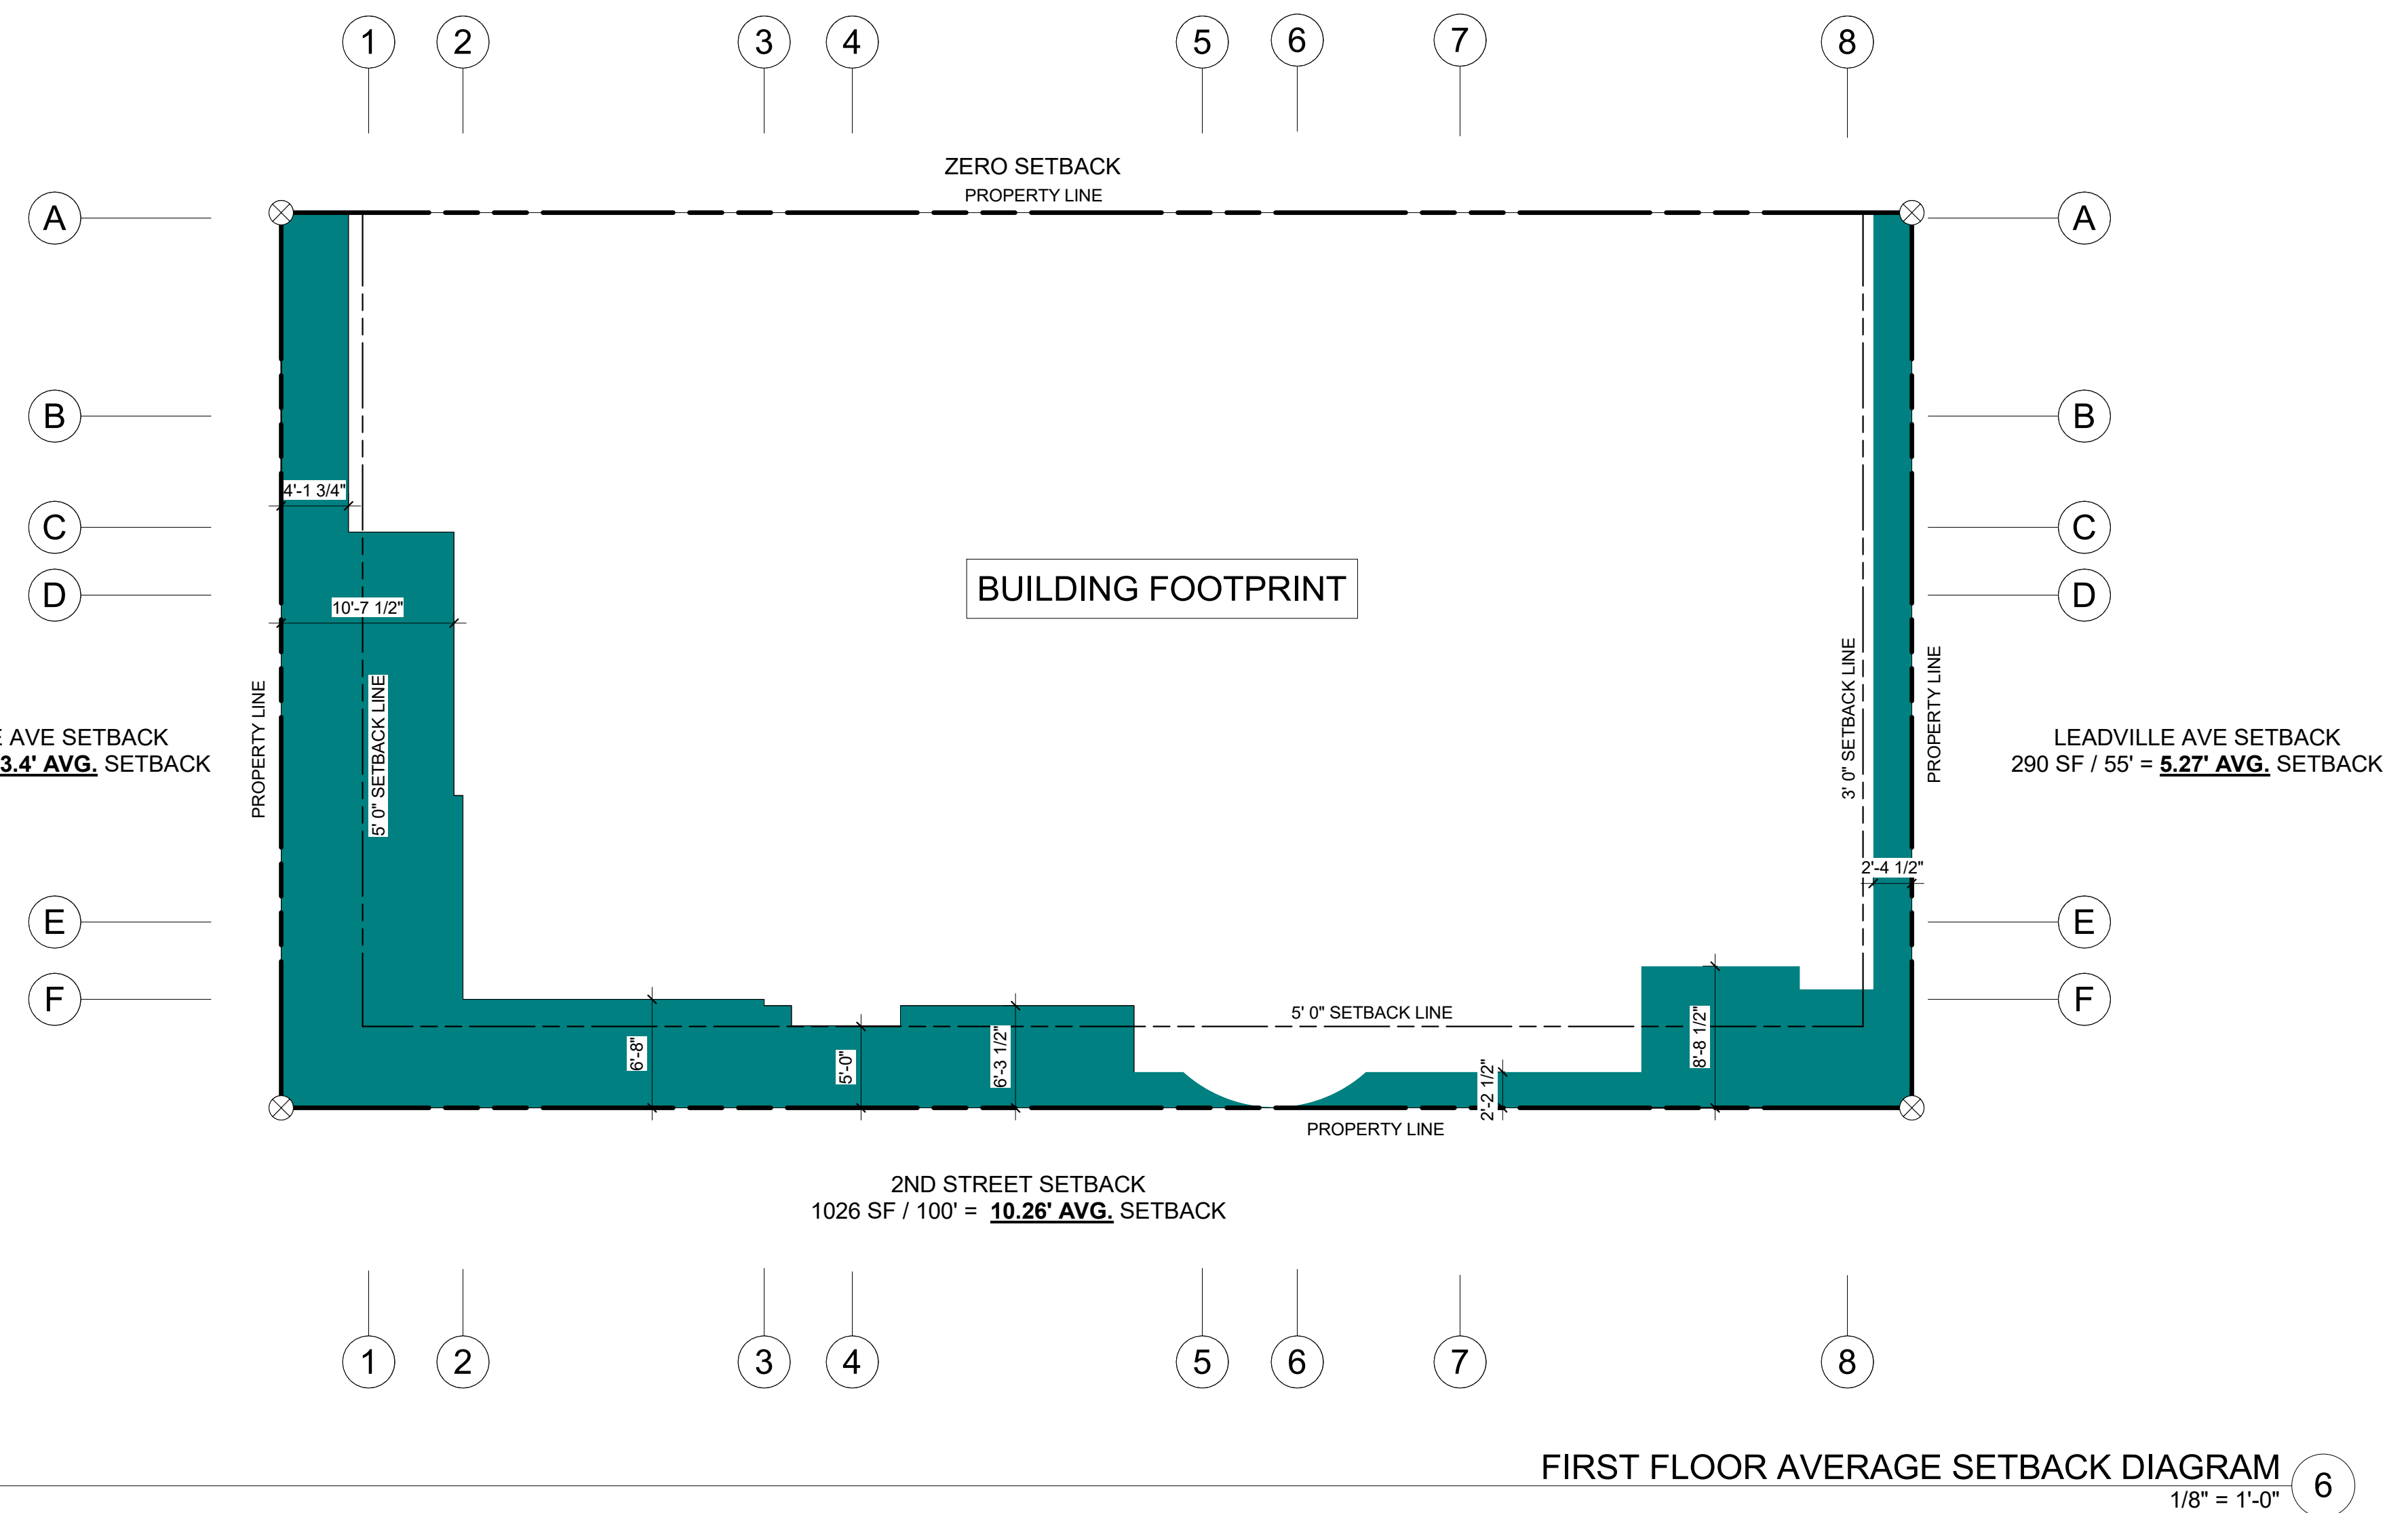 1 2 3 4 5 6 7 8
ZERO SETBACK
PROPERTY LINE
A A
B B
4'-1 3/4"
C C
D D
BUILDING FOOTPRINT
10'-7 1/2"
PROPERTY LINE
5' 0" SETBACK LINE
3' 0" SETBACK LINE
PROPERTY LINE
AVE SETBACK
3.4' AVG. SETBACK
LEADVILLE AVE SETBACK
290 SF / 55' = 5.27' AVG. SETBACK
2'-4 1/2"
E E
F F
5' 0" SETBACK LINE
6'-8"
5'-0"
6'-3 1/2"
2'-2 1/2"
8'-8 1/2"
PROPERTY LINE
2ND STREET SETBACK
1026 SF / 100' = 10.26' AVG. SETBACK
1 2 3 4 5 6 7 8
FIRST FLOOR AVERAGE SETBACK DIAGRAM
6
1/8" = 1'-0"